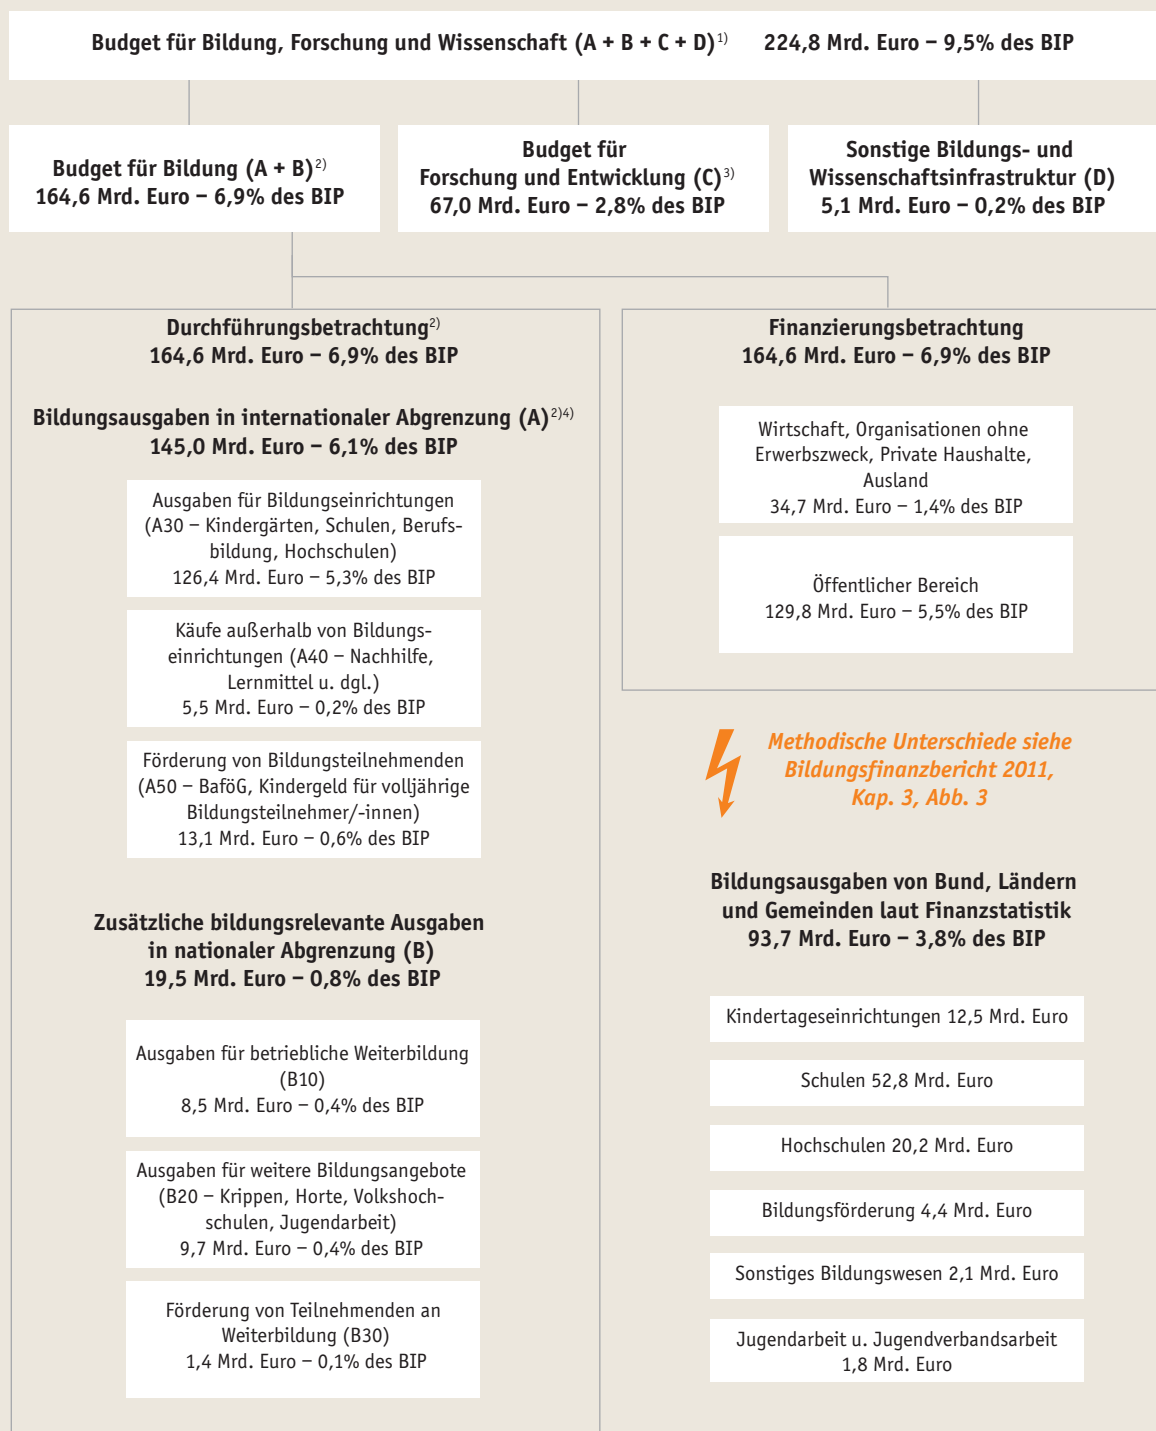 Budget für Bildung, Forschung und Wissenschaft (A + B + C + D)1) 224,8 Mrd. Euro – 9,5% des BIP
Budget für Bildung (A + B)2)
164,6 Mrd. Euro – 6,9% des BIP
Budget für
Forschung und Entwicklung (C)3)
67,0 Mrd. Euro – 2,8% des BIP
Sonstige Bildungs- und
Wissenschaftsinfrastruktur (D)
5,1 Mrd. Euro – 0,2% des BIP
Durchführungsbetrachtung2)
164,6 Mrd. Euro – 6,9% des BIP
Bildungsausgaben in internationaler Abgrenzung (A)2)4)
145,0 Mrd. Euro – 6,1% des BIP
Ausgaben für Bildungseinrichtungen
(A30 – Kindergärten, Schulen, Berufs-
bildung, Hochschulen)
126,4 Mrd. Euro – 5,3% des BIP
Käufe außerhalb von Bildungs-
einrichtungen (A40 – Nachhilfe,
Lernmittel u. dgl.)
5,5 Mrd. Euro – 0,2% des BIP
Förderung von Bildungsteilnehmenden
(A50 – BaföG, Kindergeld für volljährige
Bildungsteilnehmer/-innen)
13,1 Mrd. Euro – 0,6% des BIP
Zusätzliche bildungsrelevante Ausgaben
in nationaler Abgrenzung (B)
19,5 Mrd. Euro – 0,8% des BIP
Ausgaben für betriebliche Weiterbildung
(B10)
8,5 Mrd. Euro – 0,4% des BIP
Ausgaben für weitere Bildungsangebote
(B20 – Krippen, Horte, Volkshoch-
schulen, Jugendarbeit)
9,7 Mrd. Euro – 0,4% des BIP
Förderung von Teilnehmenden an
Weiterbildung (B30)
1,4 Mrd. Euro – 0,1% des BIP
Finanzierungsbetrachtung
164,6 Mrd. Euro – 6,9% des BIP
Wirtschaft, Organisationen ohne
Erwerbszweck, Private Haushalte,
Ausland
34,7 Mrd. Euro – 1,4% des BIP
Öffentlicher Bereich
129,8 Mrd. Euro – 5,5% des BIP
Methodische Unterschiede siehe
Bildungsfinanzbericht 2011,
Kap. 3, Abb. 3
Bildungsausgaben von Bund, Ländern
und Gemeinden laut Finanzstatistik
93,7 Mrd. Euro – 3,8% des BIP
Kindertageseinrichtungen 12,5 Mrd. Euro
Schulen 52,8 Mrd. Euro
Hochschulen 20,2 Mrd. Euro
Bildungsförderung 4,4 Mrd. Euro
Sonstiges Bildungswesen 2,1 Mrd. Euro
Jugendarbeit u. Jugendverbandsarbeit
1,8 Mrd. Euro